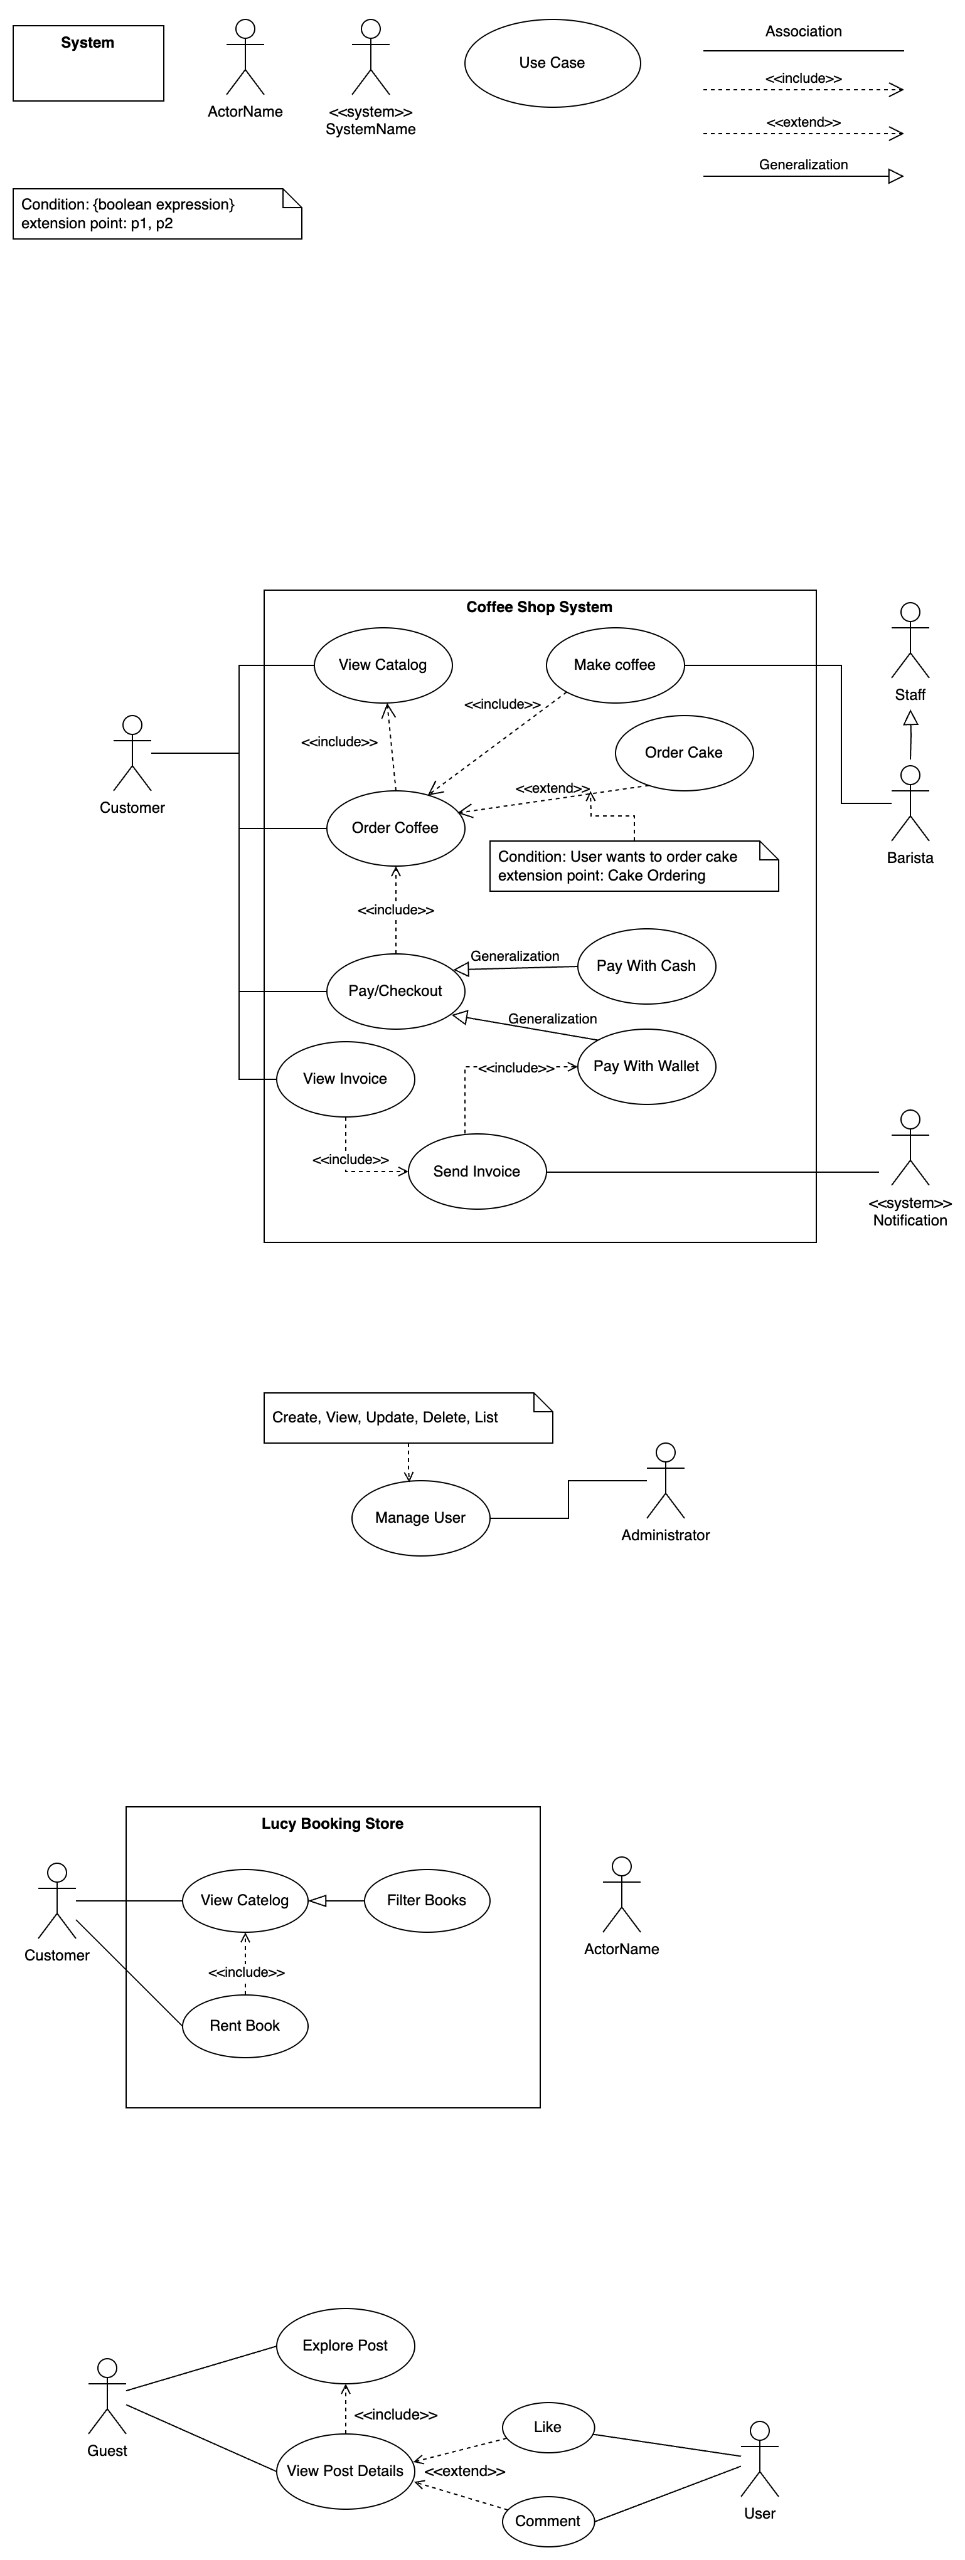 System
ActorName
<<system>>
SystemName
Use Case
Association
<<include>>
<<extend>>
Generalization
Condition: {boolean expression}
extension point: p1, p2
Coffee Shop System
View Catalog
Make coffee
Staff
<<include>>
<<include>>
Order Cake
Customer
<<extend>>
Order Coffee
Condition: User wants to order cake
extension point: Cake Ordering
Barista
<<include>>
Generalization
Pay With Cash
Pay/Checkout
Generalization
<<include>>
Pay With Wallet
View Invoice
<<include>>
Send Invoice
<<system>>
Notification
Create, View, Update, Delete, List
Manage User
Administrator
Lucy Booking Store
View Catelog
Filter Books
Customer
ActorName
<<include>>
Rent Book
Explore Post
Guest
<<include>>
Like
View Post Details
<<extend>>
Comment
User